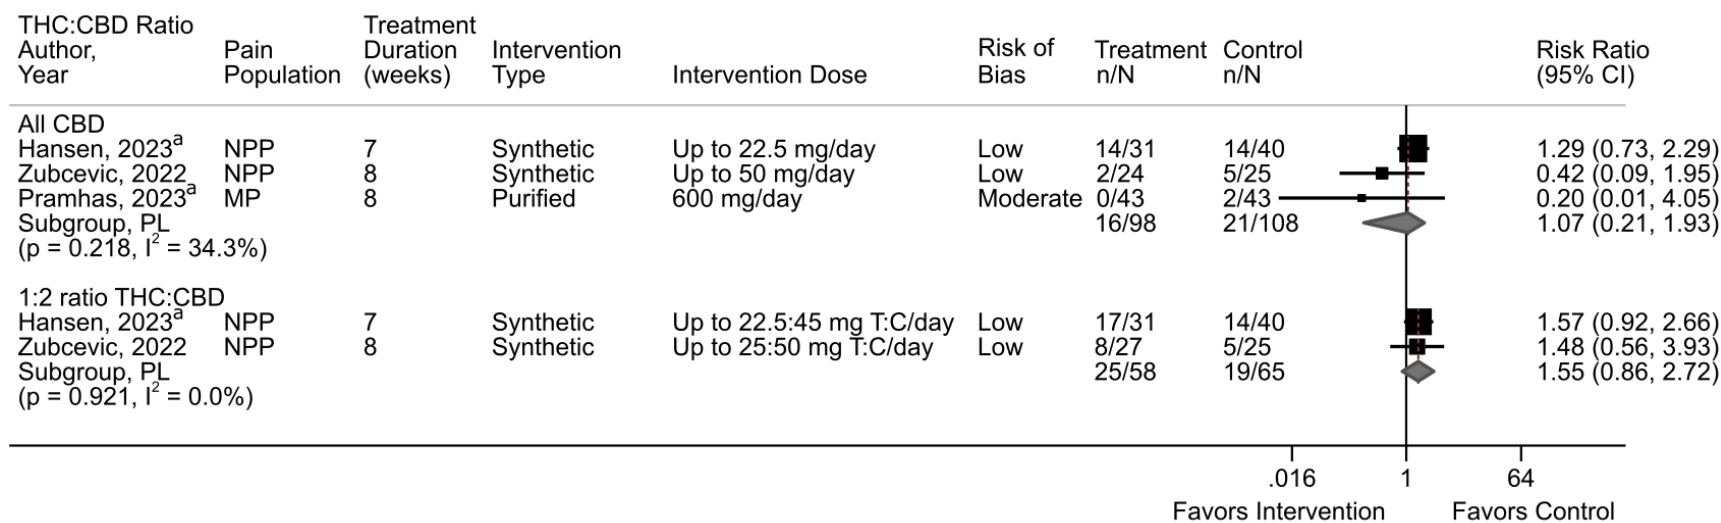 THC:CBD Ratio Treatment
Author, Pain Duration Intervention Risk of Treatment Control Risk Ratio
Year Population (weeks) Type Intervention Dose Bias n/N n/N (95% CI)
All CBD
Hansen, 2023a NPP 7 Synthetic Up to 22.5 mg/day Low 14/31 14/40 1.29 (0.73, 2.29)
Zubcevic, 2022 NPP 8 Synthetic Up to 50 mg/day Low 2/24 5/25 0.42 (0.09, 1.95)
Pramhas, 2023a MP 8 Purified 600 mg/day Moderate 0/43 2/43 0.20 (0.01, 4.05)
Subgroup, PL 16/98 21/108 1.07 (0.21, 1.93)
(p = 0.218, I2 = 34.3%)
1:2 ratio THC:CBD
Hansen, 2023a NPP 7 Synthetic Up to 22.5:45 mg T:C/day Low 17/31 14/40 1.57 (0.92, 2.66)
Zubcevic, 2022 NPP 8 Synthetic Up to 25:50 mg T:C/day Low 8/27 5/25 1.48 (0.56, 3.93)
Subgroup, PL 25/58 19/65 1.55 (0.86, 2.72)
(p = 0.921, I2 = 0.0%)
.016 1 64
Favors Intervention Favors Control